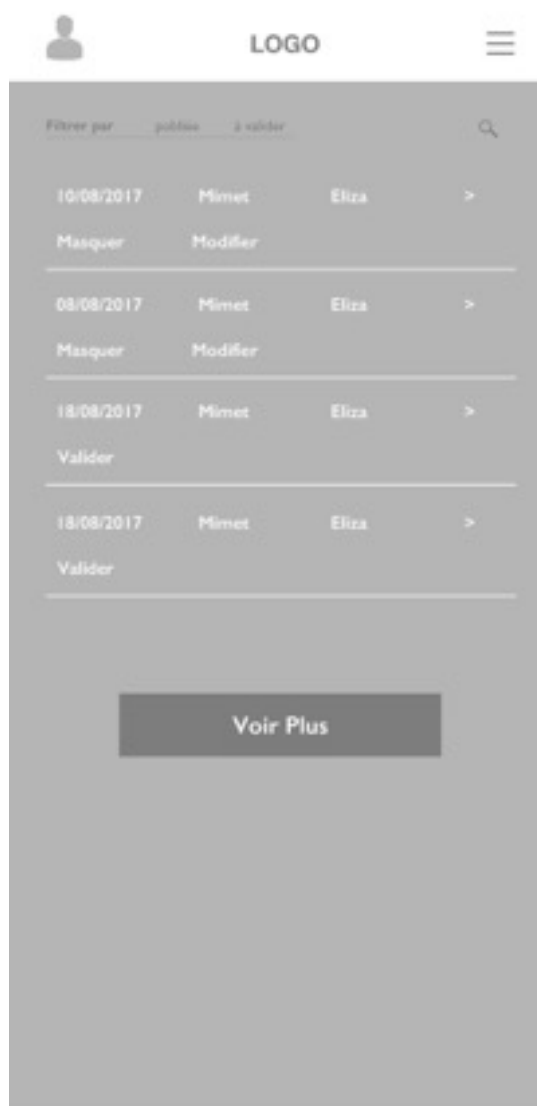 LOGO
Filtrer par publiée à valider
10/08/2017 Mimet Eliza >
Masquer Modifier
08/08/2017 Mimet Eliza >
Masquer Modifier
18/08/2017 Mimet Eliza >
Valider
18/08/2017 Mimet Eliza >
Valider
Voir Plus